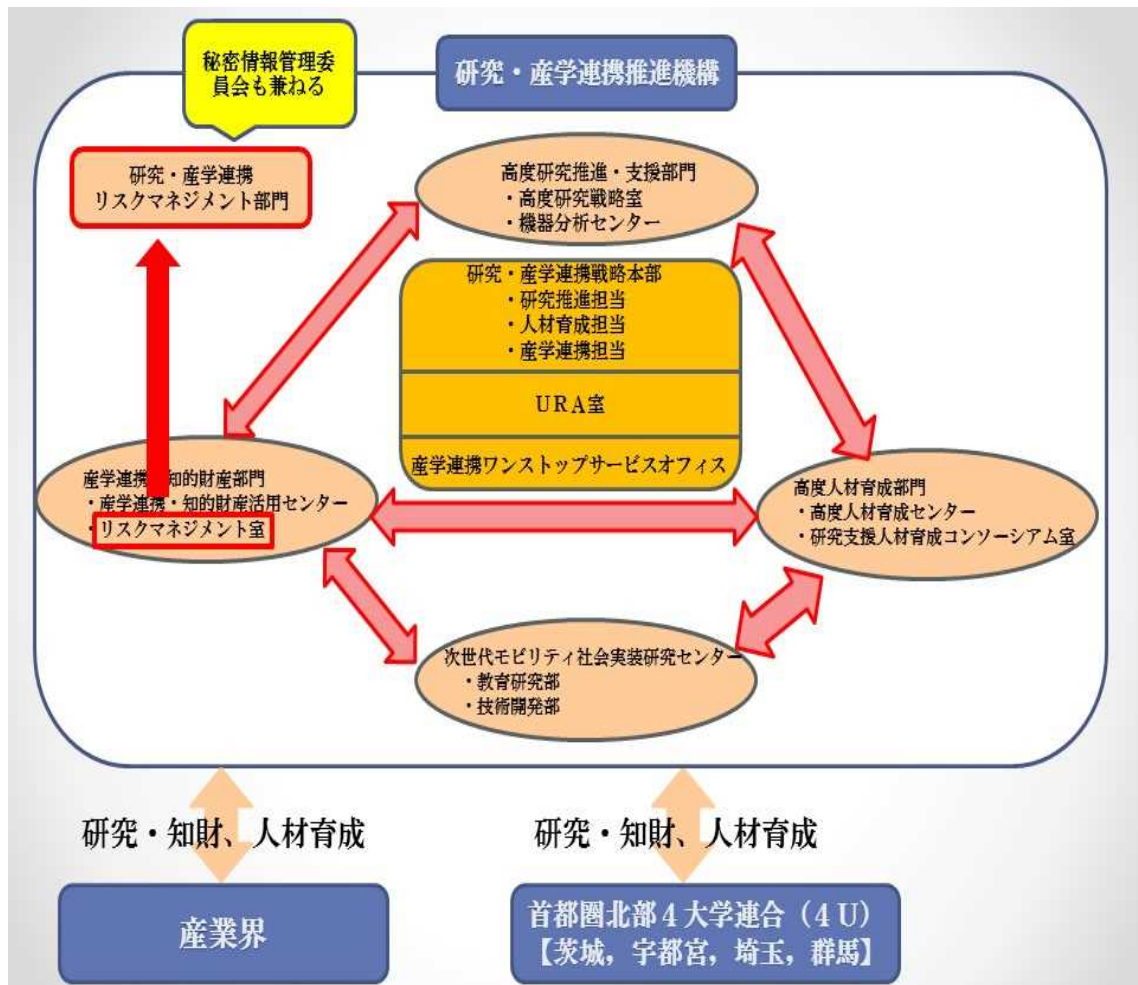 秘密情報管理委
員会も兼ねる
研究・産学連携推進機構
研究・産学連携
リスクマネジメント部門
高度研究推進・支援部門
・高度研究戦略室
・機器分析センター
研究・産学連携戦略本部
・研究推進担当
・人材育成担当
・産学連携担当
URA室
産学連携ワンストップサービスオフィス
産学連携 知的財産部門
・産学連携・知的財産活用センター
・リスクマネジメント室
高度人材育成部門
・高度人材育成センター
・研究支援人材育成コンソーシアム室
次世代モビリティ社会実装研究センター
・教育研究部
・技術開発部
研究・知財、人材育成
研究・知財、人材育成
産業界
首都圏北部4大学連合(4U)
【茨城,宇都宮,埼玉,群馬】